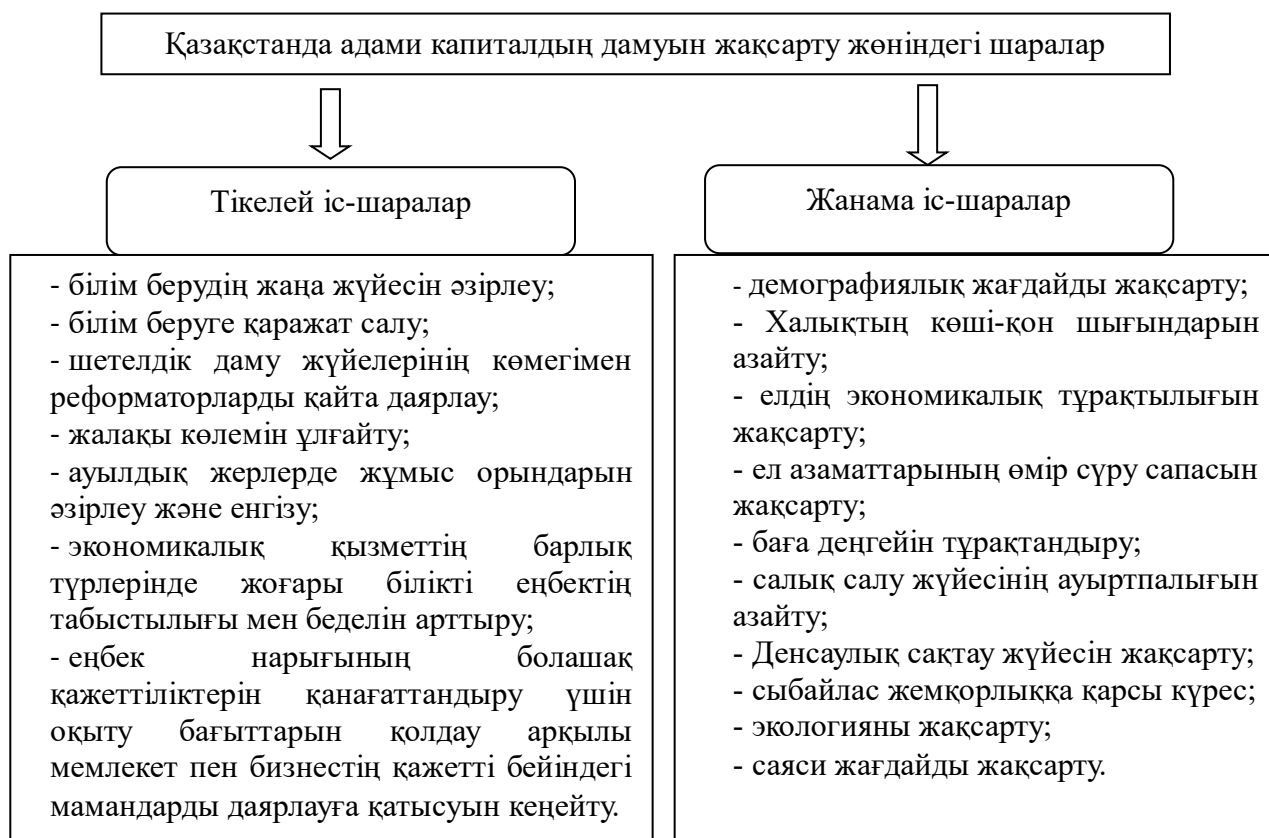 Қазақстанда адами капиталдың дамуын жақсарту жөніндегі шаралар
Тікелей іс-шаралар
- білім берудің жаңа жүйесін әзірлеу;
- білім беруге қаражат салу;
- шетелдік даму жүйелерінің көмегімен
реформаторларды қайта даярлау;
- жалақы көлемін ұлғайту;
- ауылдық жерлерде жұмыс орындарын
әзірлеу және енгізу;
- экономикалық қызметтің барлық
түрлерінде жоғары білікті еңбектің
табыстылығы мен беделін арттыру;
- еңбек нарығының болашақ
қажеттіліктерін қанағаттандыру үшін
оқыту бағыттарын қолдау арқылы
мемлекет пен бизнестің қажетті бейіндегі
мамандарды даярлауға қатысуын кеңейту.
Жанама іс-шаралар
- демографиялық жағдайды жақсарту;
- Халықтың көші-қон шығындарын
азайту;
- елдің экономикалық тұрақтылығын
жақсарту;
- ел азаматтарының өмір сүру сапасын
жақсарту;
- баға деңгейін тұрақтандыру;
- салық салу жүйесінің ауыртпалығын
азайту;
- Денсаулық сақтау жүйесін жақсарту;
- сыбайлас жемқорлыққа қарсы күрес;
- экологияны жақсарту;
- саяси жағдайды жақсарту.